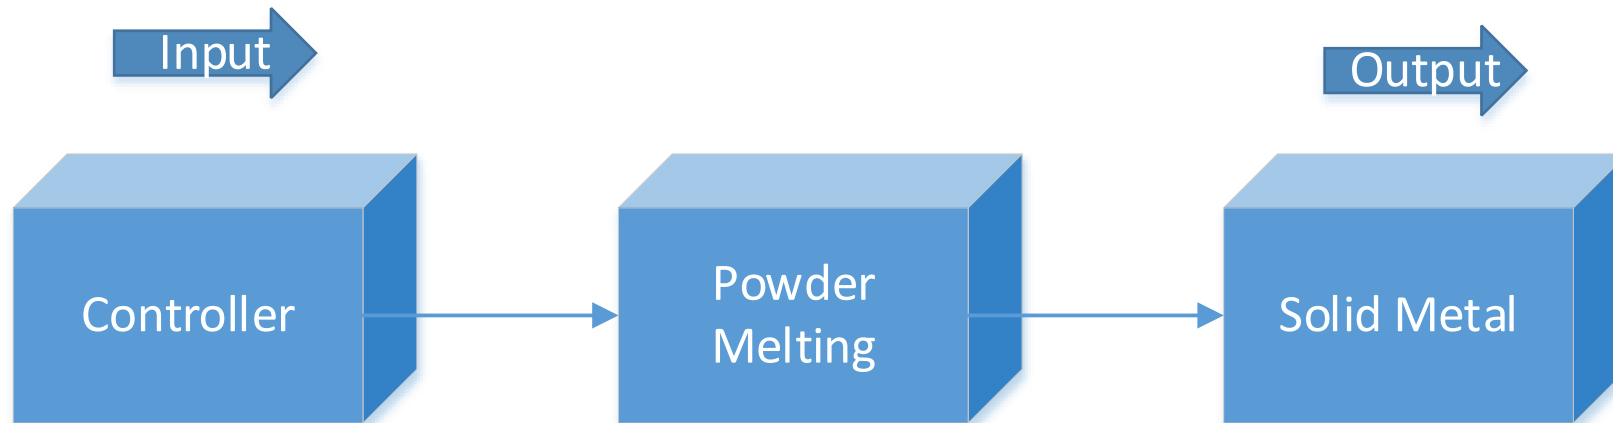 Input
Output
Controller
Powder
Melting
Solid Metal